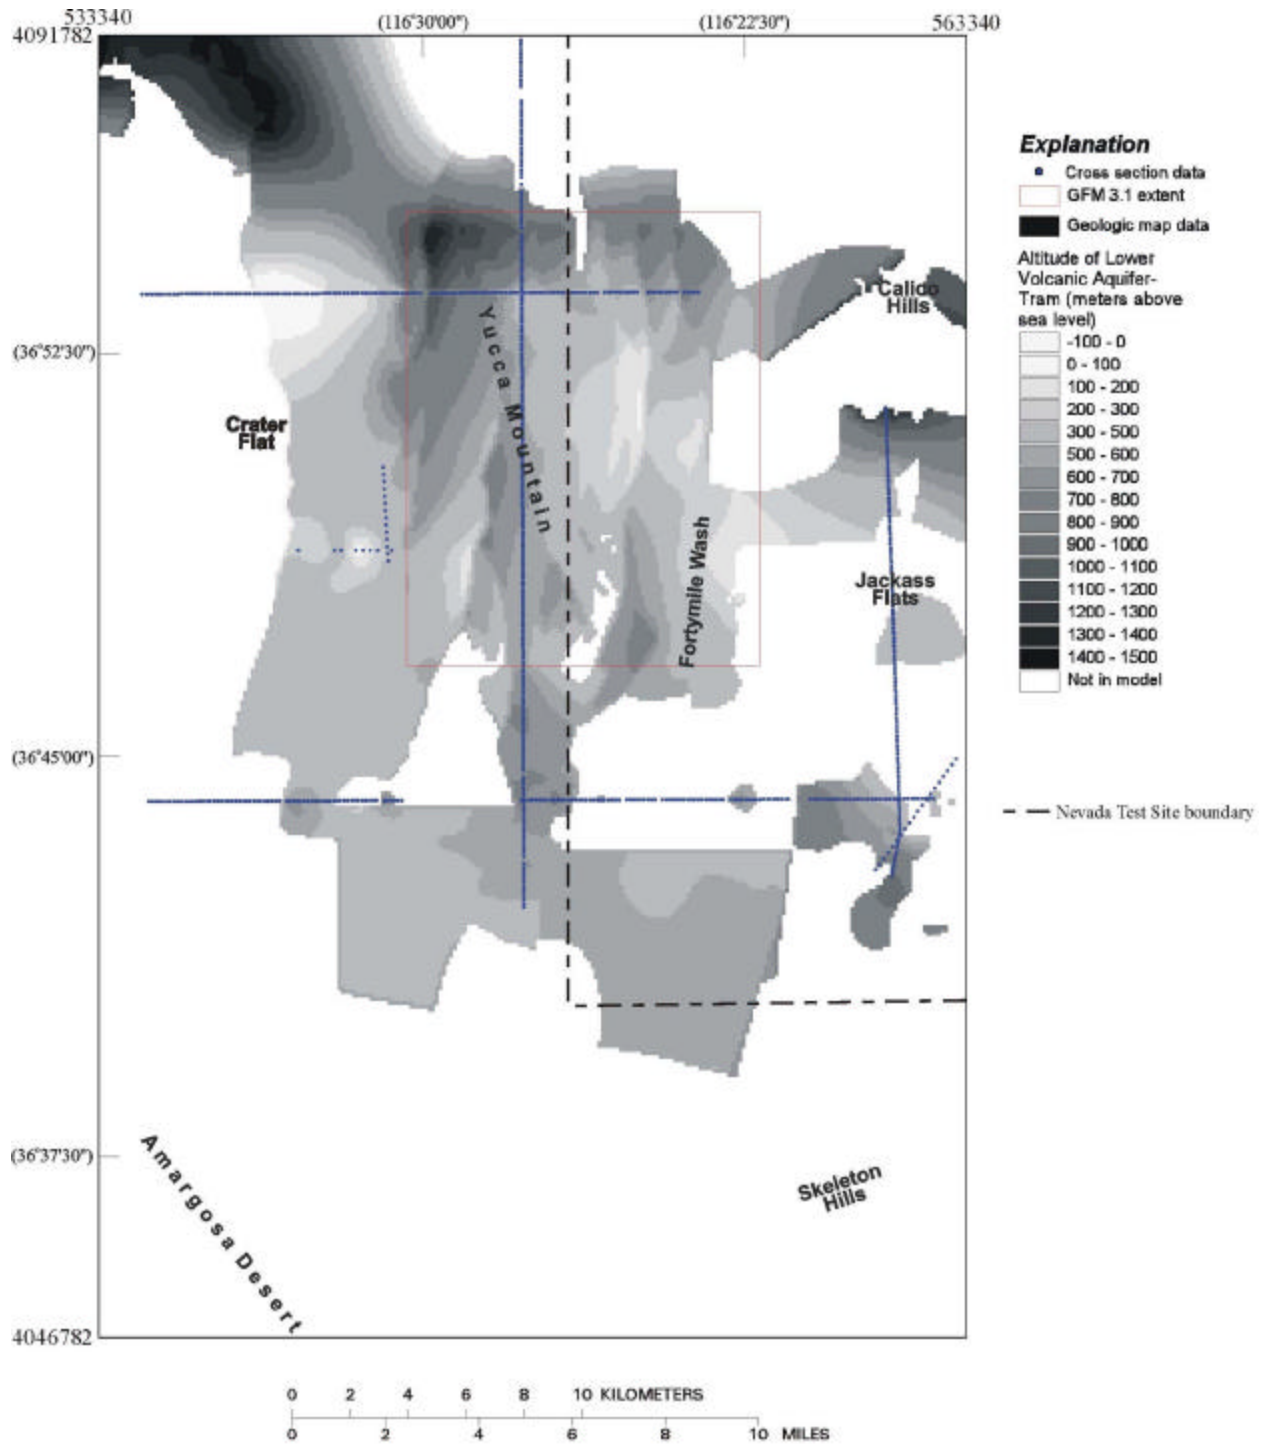 533340
(116°30'00")
(116°22'30")
563340
4091782
Explanation
Cross section data
GFM 3.1 extent
Geologic map data
Altitude of Lower
Volcanic Aquifer-
Tram (meters above
sea level)
-100 - 0
0 - 100
100 - 200
200 - 300
300 - 500
500 - 600
600 - 700
700 - 800
800 - 900
900 - 1000
1000 - 1100
1100 - 1200
1200 - 1300
1300 - 1400
1400 - 1500
Not in model
Nevada Test Site boundary
Calico
Hills
Yucca Mountain
(36°52'30")
Crater
Flat
Fortymile Wash
Jackass
Flats
(36°45'00")
(36°37'30")
Amargosa Desert
Skeleton
Hills
4046782
0 2 4 6 8 10 KILOMETERS
0 2 4 6 8 10 MILES